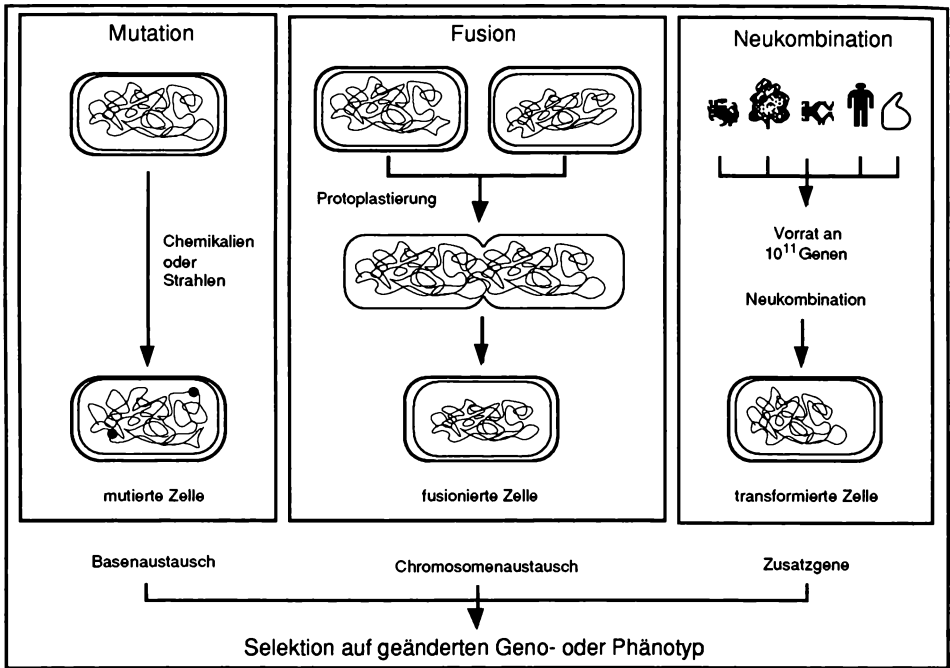 Mutation
Chemikalien
oder
Strahlen
mutierte Zelle
Basenaustausch
Fusion
Protoplastierung
fusionierte Zelle
Chromosomenaustausch
Neukombination
Vorrat an
10¹¹ Genen
Neukombination
transformierte Zelle
Zusatzgene
Selektion auf geänderten Geno- oder Phänotyp